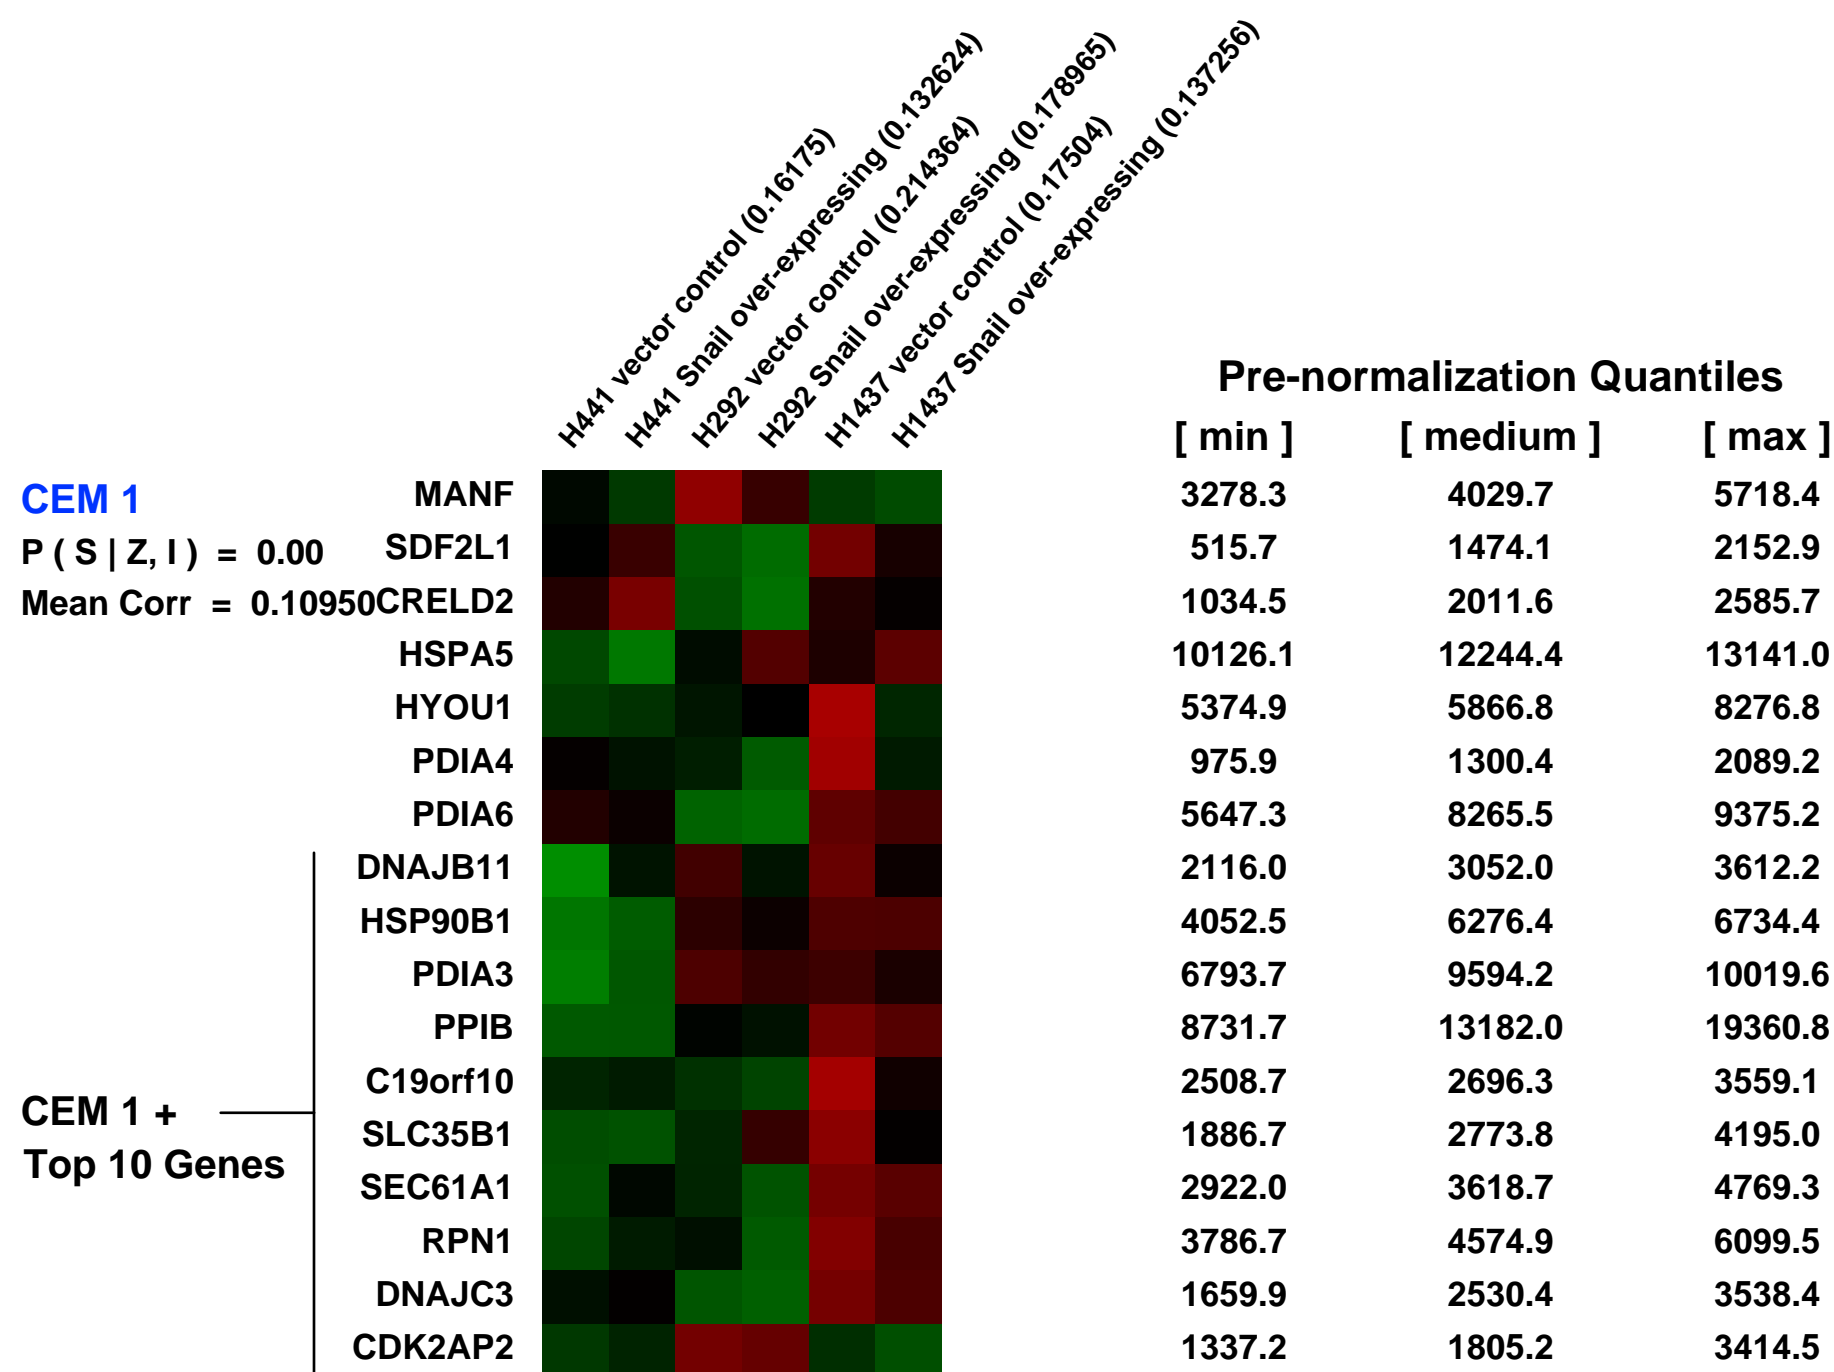 H441 vector control (0.16175)
H441 Snail over-expressing (0.132624)
H292 vector control (0.214364)
H292 Snail over-expressing (0.178965)
H1437 vector control (0.17504)
H1437 Snail over-expressing (0.137256)
Pre-normalization Quantiles
[ min ] [ medium ] [ max ]
CEM 1 MANF 3278.3 4029.7 5718.4
P ( S | Z, I ) = 0.00 SDF2L1 515.7 1474.1 2152.9
Mean Corr = 0.10950 CRELD2 1034.5 2011.6 2585.7
HSPA5 10126.1 12244.4 13141.0
HYOU1 5374.9 5866.8 8276.8
PDIA4 975.9 1300.4 2089.2
PDIA6 5647.3 8265.5 9375.2
DNAJB11 2116.0 3052.0 3612.2
HSP90B1 4052.5 6276.4 6734.4
PDIA3 6793.7 9594.2 10019.6
PPIB 8731.7 13182.0 19360.8
C19orf10 2508.7 2696.3 3559.1
CEM 1 +
Top 10 Genes
SLC35B1 1886.7 2773.8 4195.0
SEC61A1 2922.0 3618.7 4769.3
RPN1 3786.7 4574.9 6099.5
DNAJC3 1659.9 2530.4 3538.4
CDK2AP2 1337.2 1805.2 3414.5